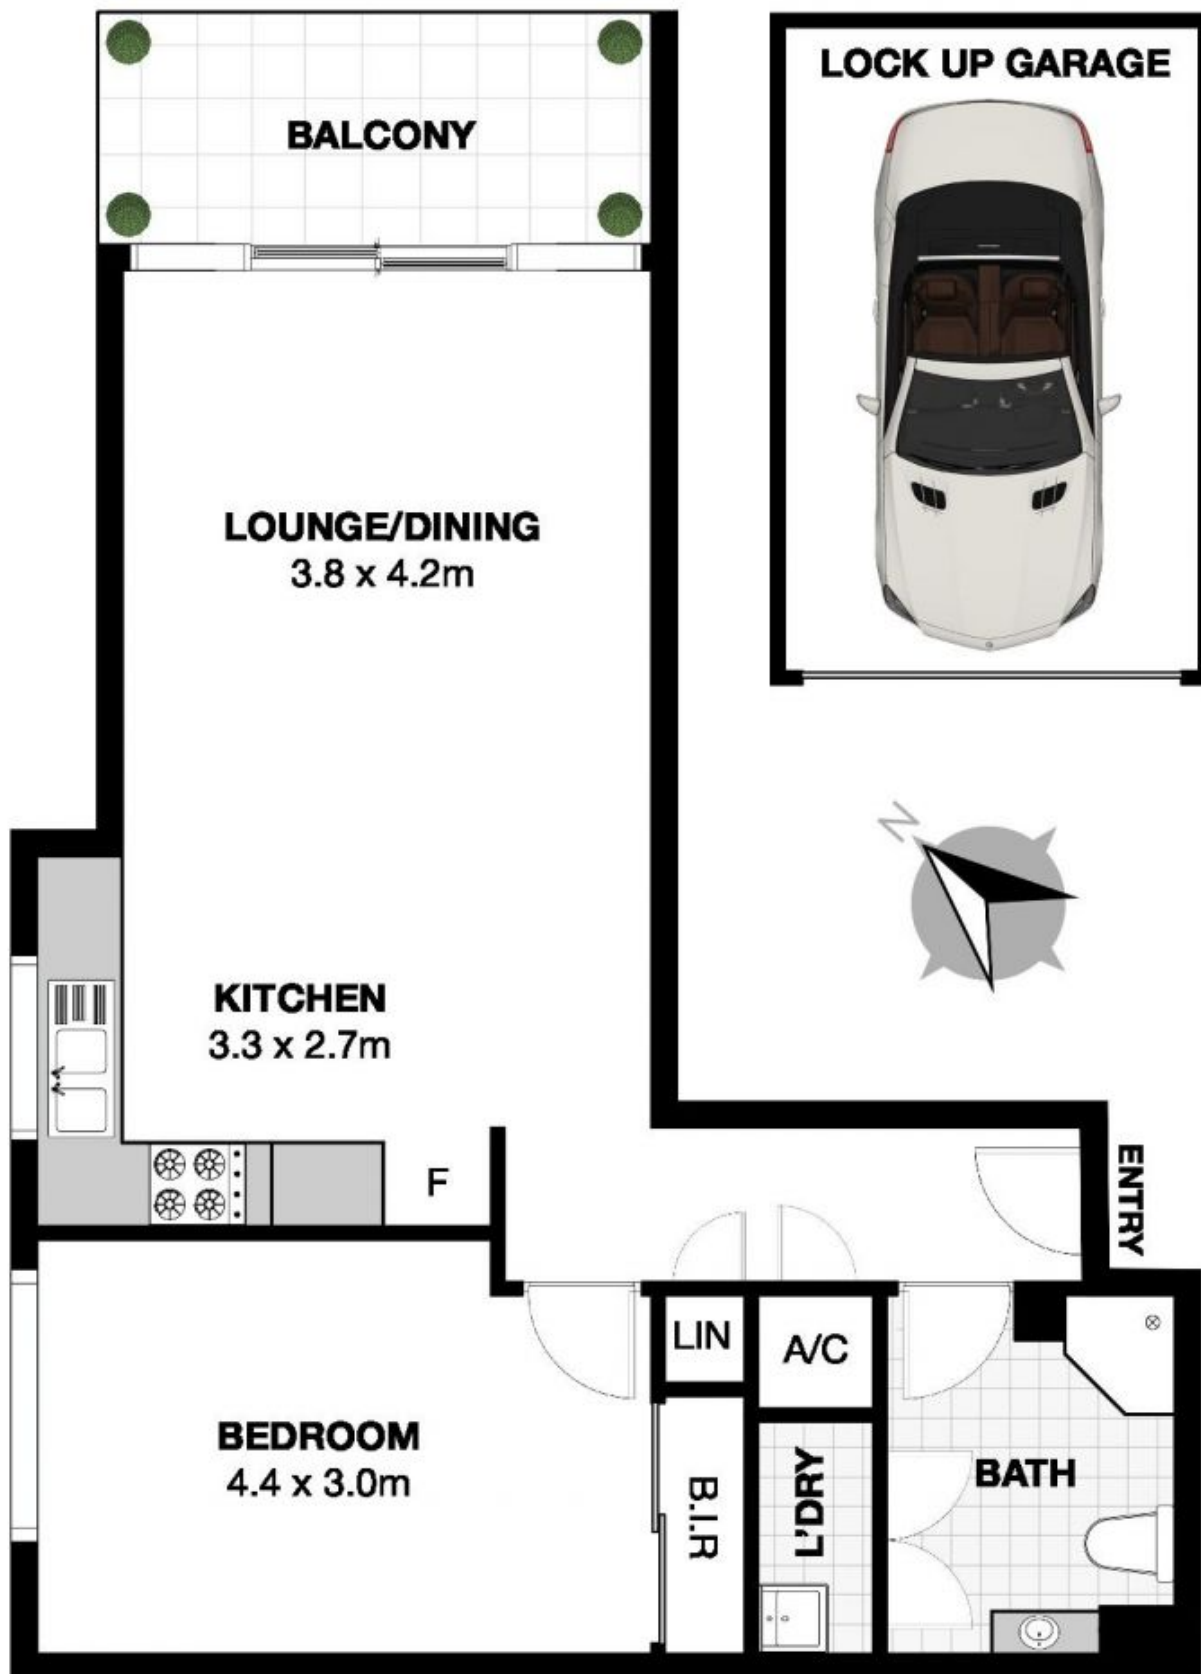 LOCK UP GARAGE
BALCONY
LOUNGE/DINING
3.8 x 4.2m
N
KITCHEN
3.3 x 2.7m
ENTRY
F
LIN
A/C
BEDROOM
4.4 x 3.0m
B.I.R
L'DRY
BATH